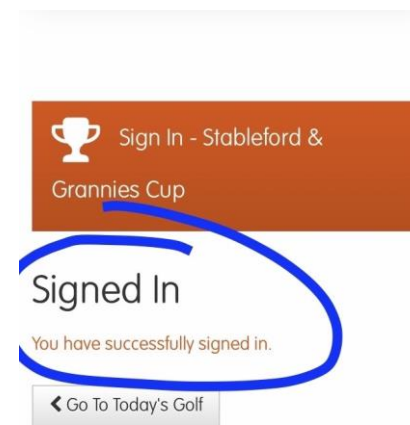 Sign In - Stableford &
Grannies Cup
Signed In
You have successfully signed in.
Go To Today's Golf